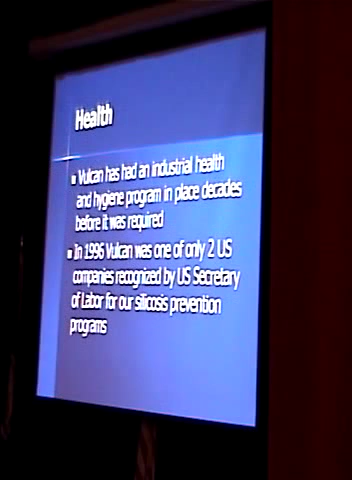 Health
▪ Vulcan has had an industrial health
and hygiene program in place decades
before it was required
▪ In 1996 Vulcan was one of only 2 US
companies recognized by US Secretary
of Labor for our silicosis prevention
programs